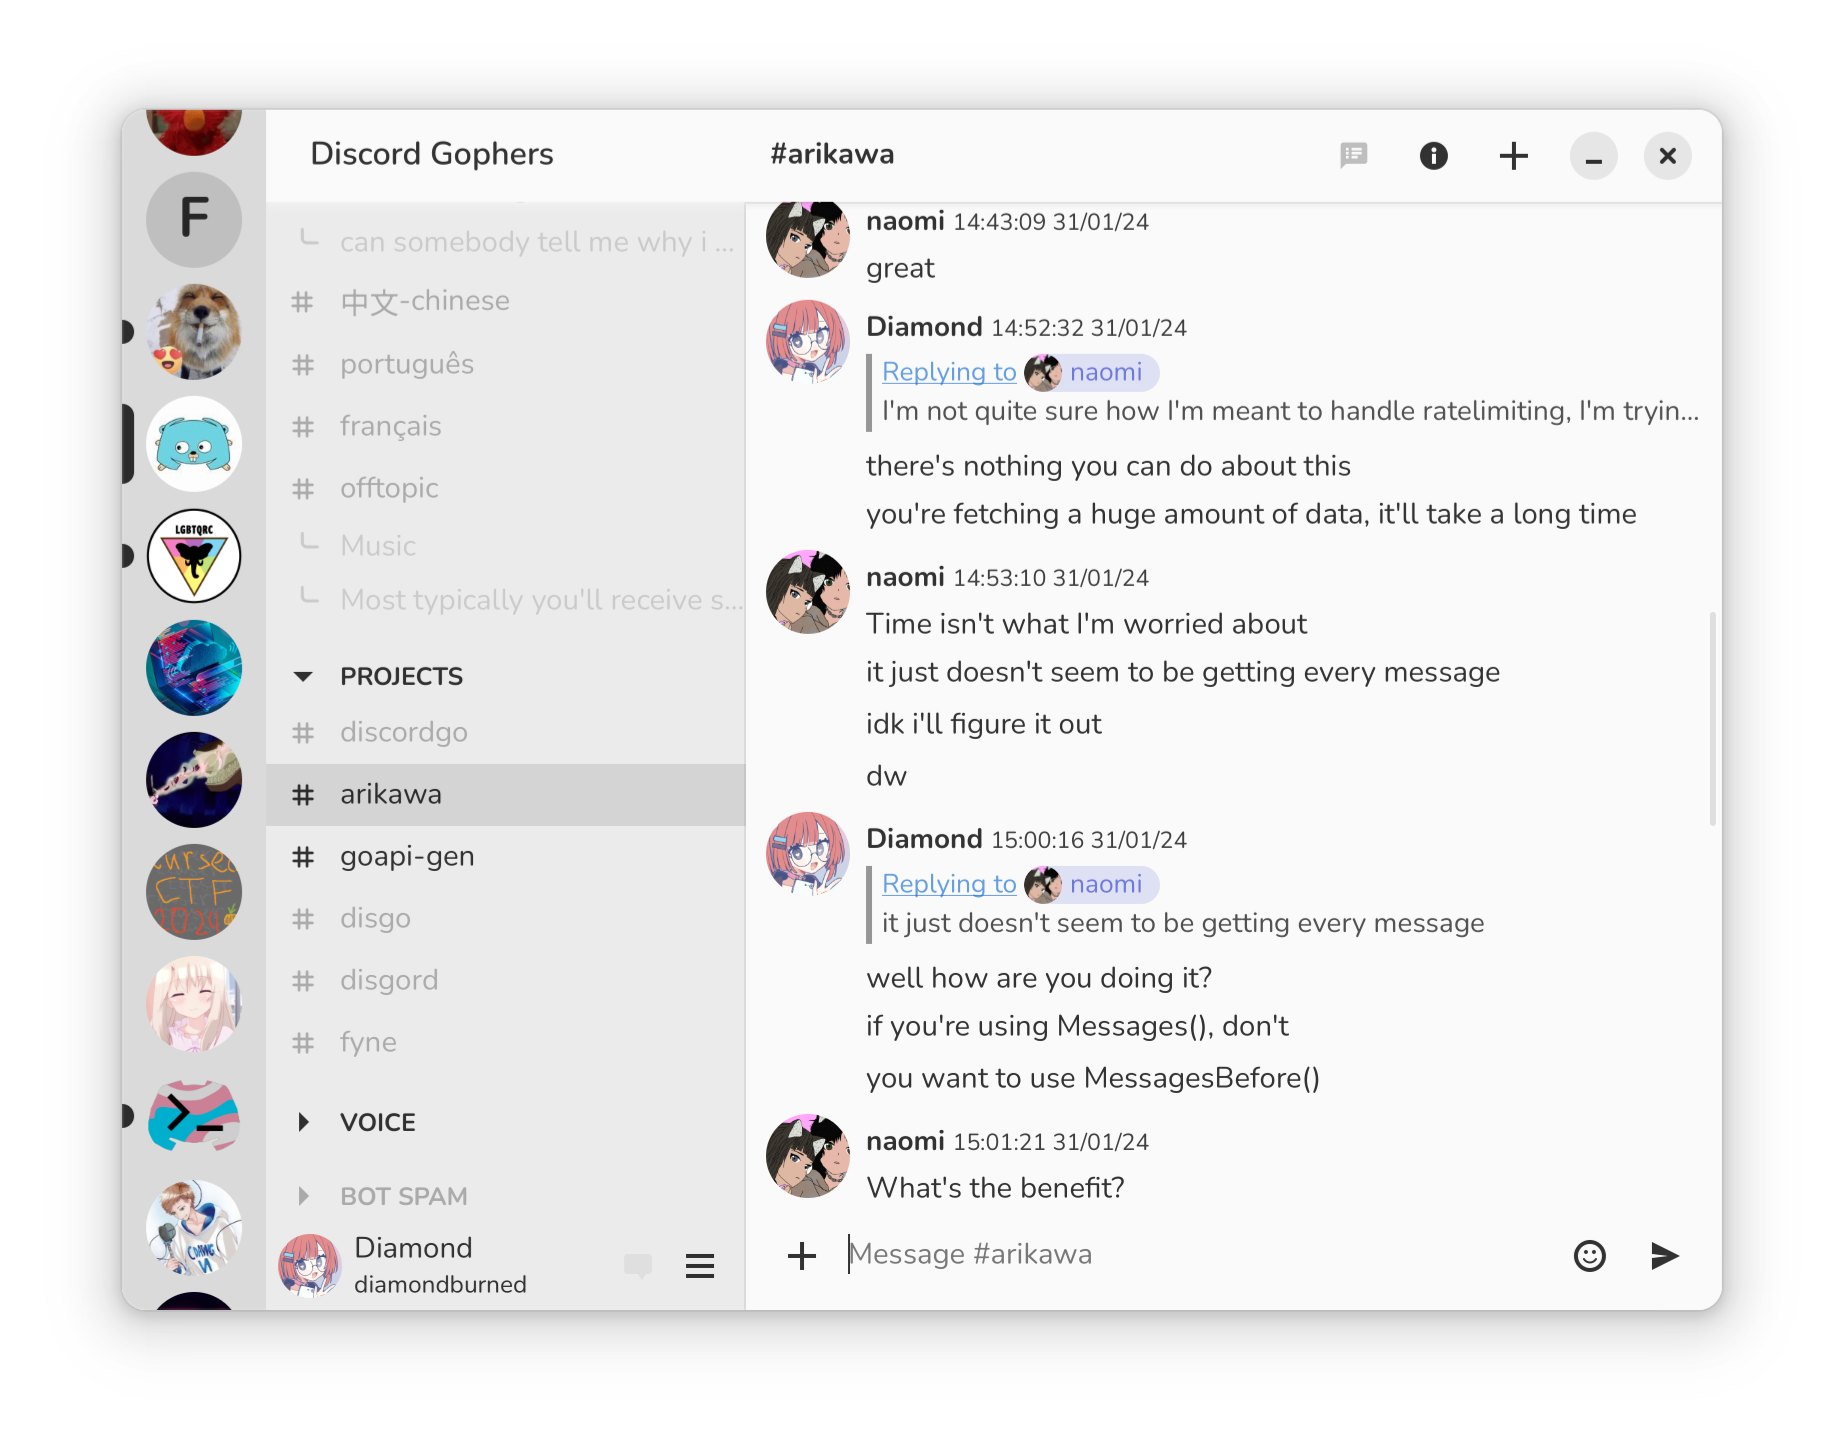 F
LGBTQRC
CTF
2024
Discord Gophers
can somebody tell me why i ...
中文-chinese
português
français
offtopic
Music
Most typically you'll receive s...
PROJECTS
discordgo
arikawa
goapi-gen
disgo
disgord
fyne
VOICE
BOT SPAM
Diamond
diamondburned
#arikawa
naomi 14:43:09 31/01/24
great
Diamond 14:52:32 31/01/24
Replying to naomi
I'm not quite sure how I'm meant to handle ratelimiting, I'm tryin...
there's nothing you can do about this
you're fetching a huge amount of data, it'll take a long time
naomi 14:53:10 31/01/24
Time isn't what I'm worried about
it just doesn't seem to be getting every message
idk i'll figure it out
dw
Diamond 15:00:16 31/01/24
Replying to naomi
it just doesn't seem to be getting every message
well how are you doing it?
if you're using Messages(), don't
you want to use MessagesBefore()
naomi 15:01:21 31/01/24
What's the benefit?
Message #arikawa